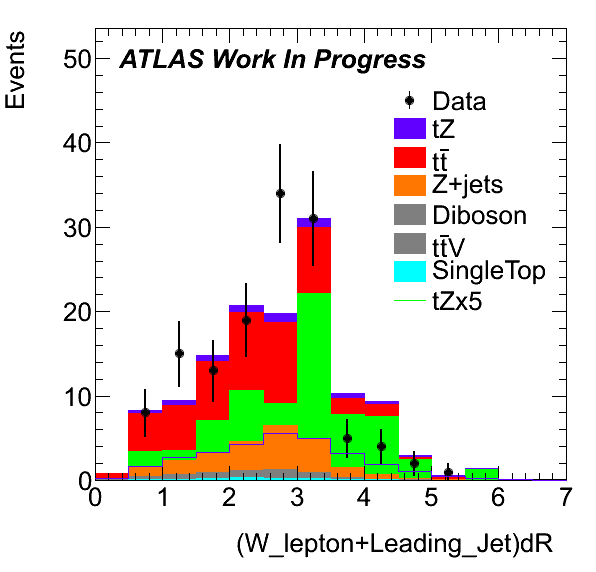 ATLAS Work In Progress
Events
50
40
30
20
10
0
Data
tZ
tt̄
Z+jets
Diboson
tt̄V
SingleTop
tZx5
0 1 2 3 4 5 6 7
(W_lepton+Leading_Jet)dR